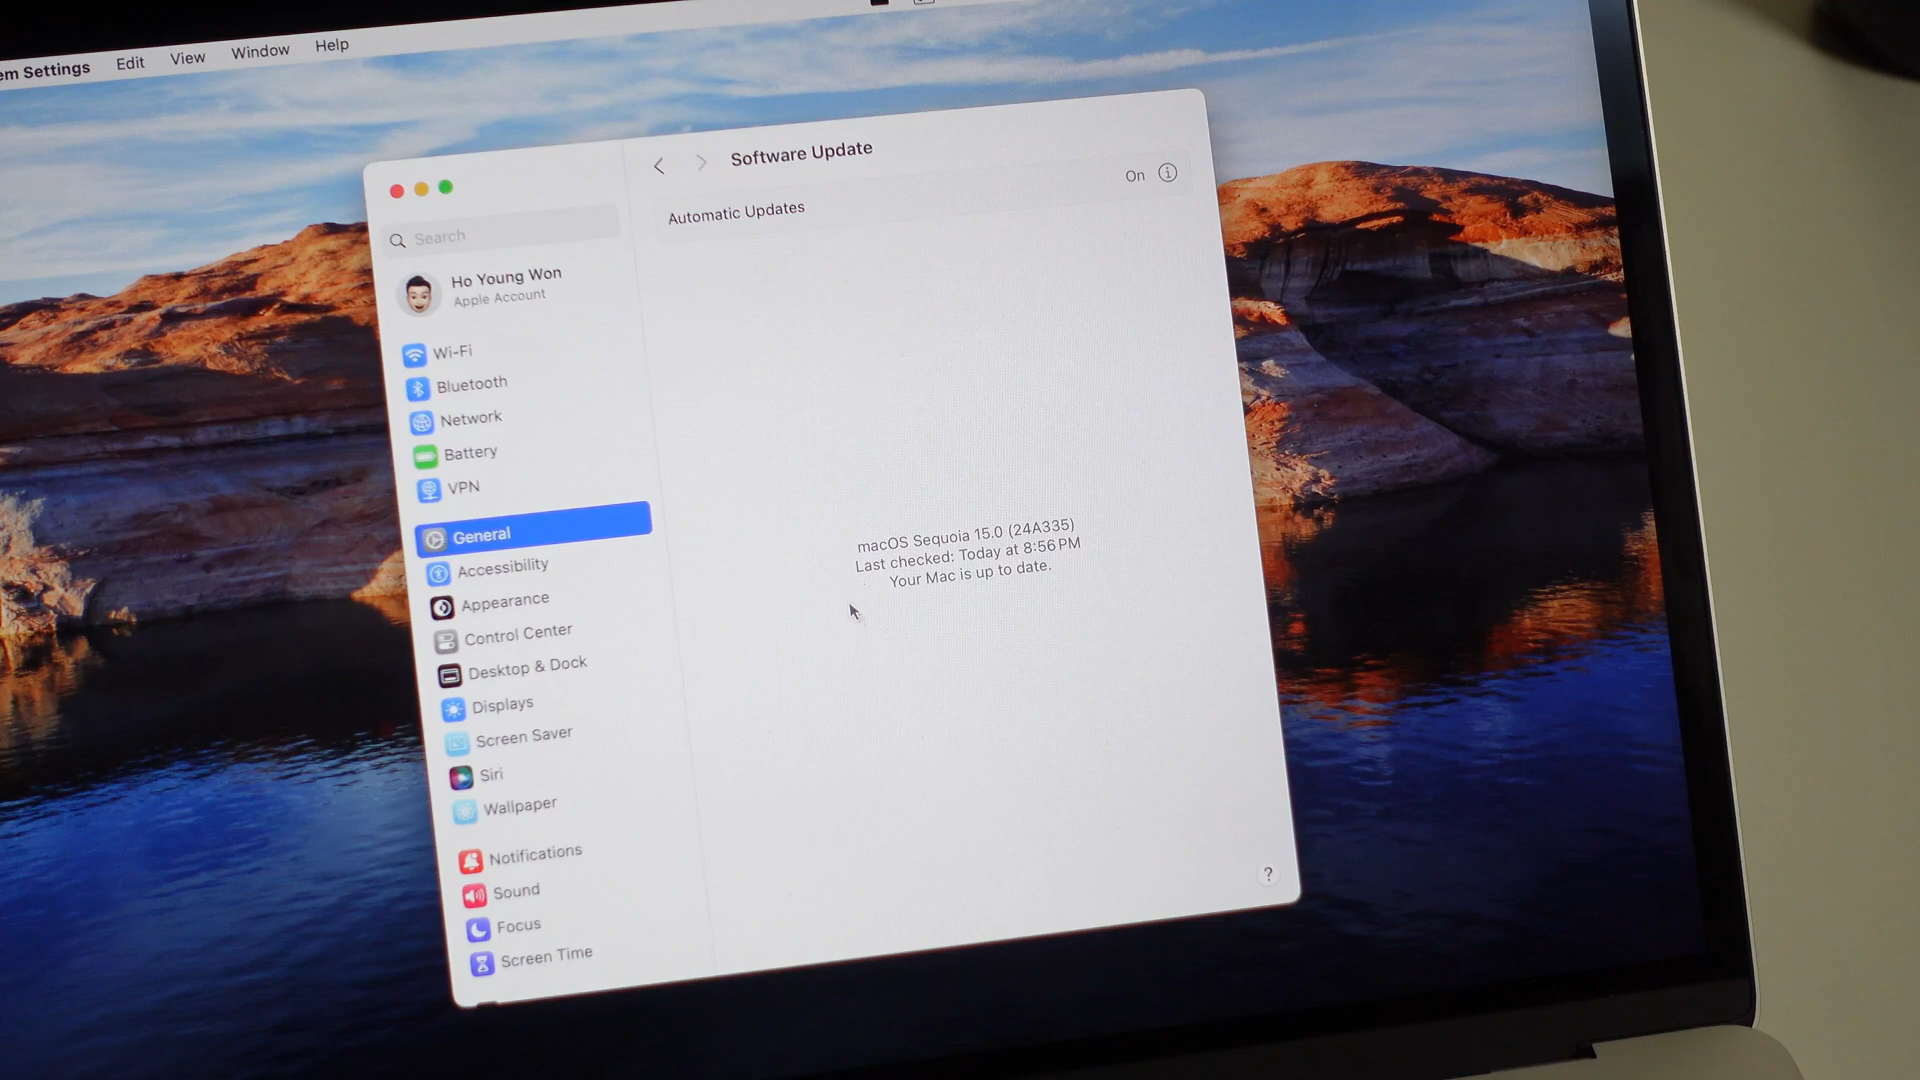 em Settings Edit View Window Help
Software Update
Automatic Updates On
Search
Ho Young Won
Apple Account
Wi-Fi
Bluetooth
Network
Battery
VPN
General
Accessibility
Appearance
Control Center
Desktop & Dock
Displays
Screen Saver
Siri
Wallpaper
Notifications
Sound
Focus
Screen Time
macOS Sequoia 15.0 (24A335)
Last checked: Today at 8:56 PM
Your Mac is up to date.
?